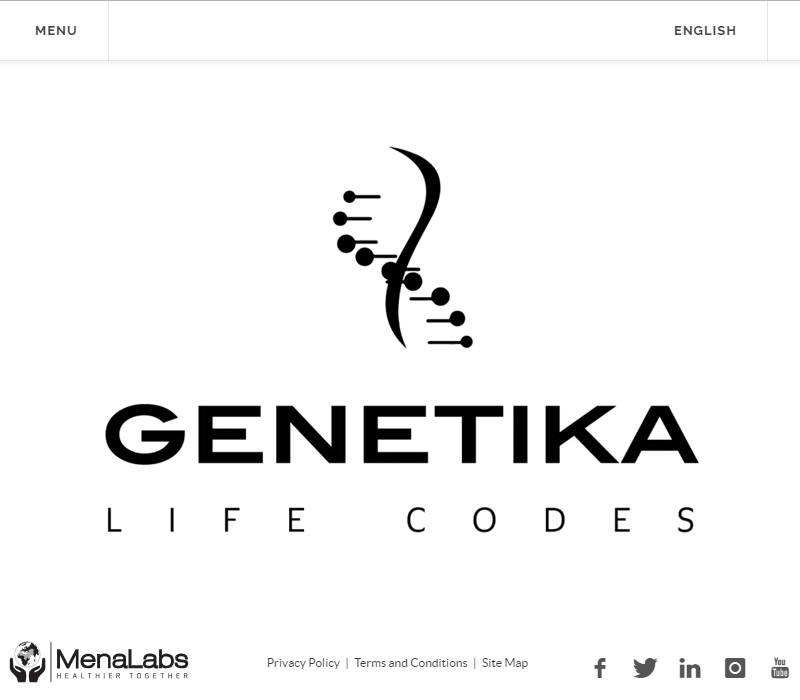 MENU
ENGLISH
GENETIKA
LIFE CODES
MenaLabs
HEALTHIER TOGETHER
Privacy Policy | Terms and Conditions | Site Map
You
Tube